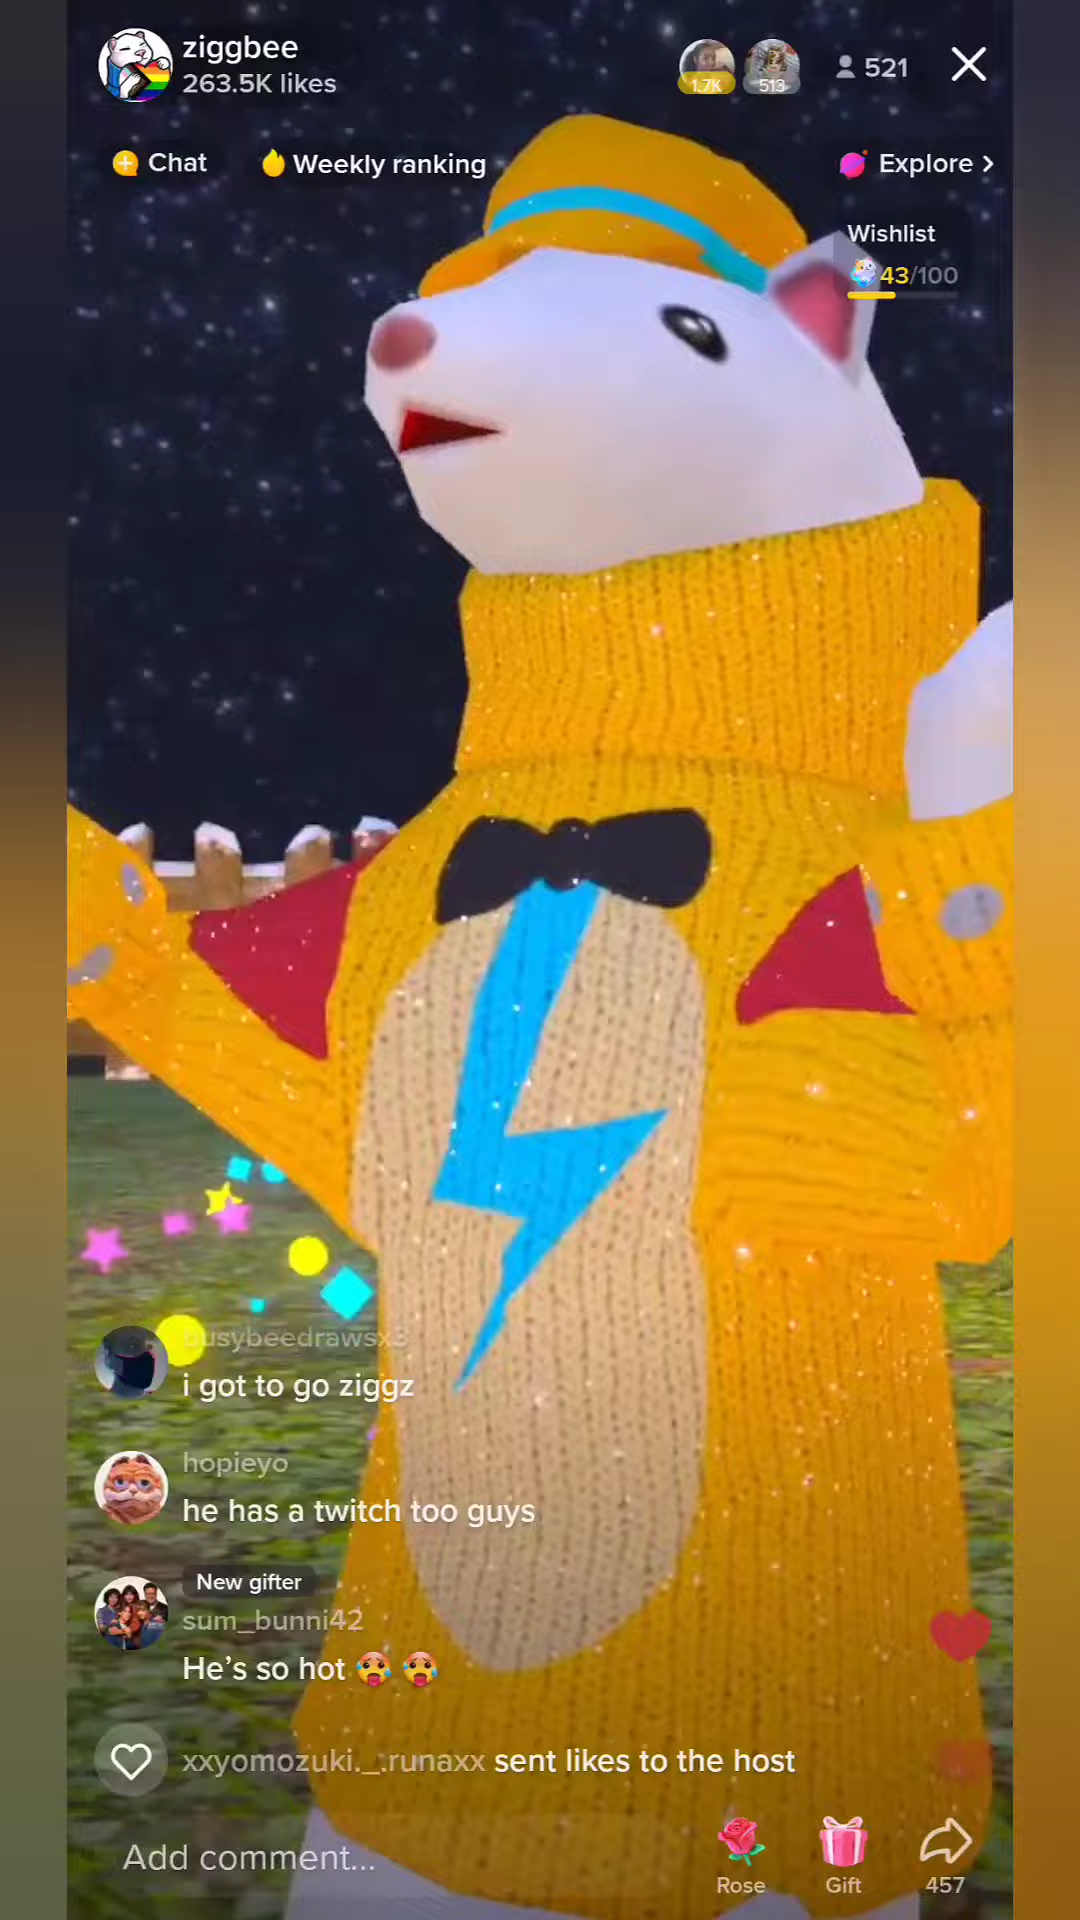 ziggbee
263.5K likes
1.7K
513
521
Chat
Weekly ranking
Explore
Wishlist
43/100
busybeedrawsx3
i got to go ziggz
hopieyo
he has a twitch too guys
New gifter
sum_bunni42
He's so hot 🥵 🥵
xxyomozuki._.runaxx sent likes to the host
Add comment...
Rose
Gift
457